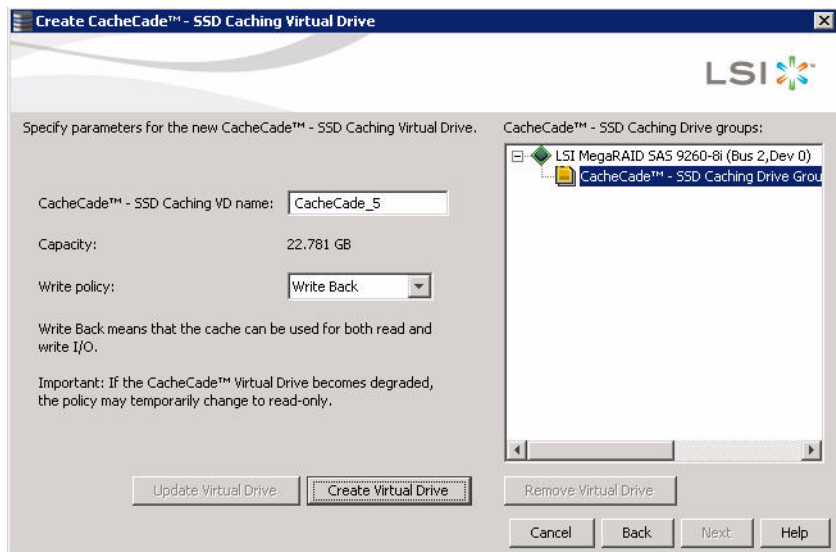 Create CacheCade™ - SSD Caching Virtual Drive
LSI
Specify parameters for the new CacheCade™ - SSD Caching Virtual Drive.
CacheCade™ - SSD Caching VD name: CacheCade_5
Capacity: 22.781 GB
Write policy: Write Back
Write Back means that the cache can be used for both read and
write I/O.
Important: If the CacheCade™ Virtual Drive becomes degraded,
the policy may temporarily change to read-only.
CacheCade™ - SSD Caching Drive groups:
LSI MegaRAID SAS 9260-8i (Bus 2,Dev 0)
CacheCade™ - SSD Caching Drive Grou
Update Virtual Drive
Create Virtual Drive
Remove Virtual Drive
Cancel
Back
Next
Help